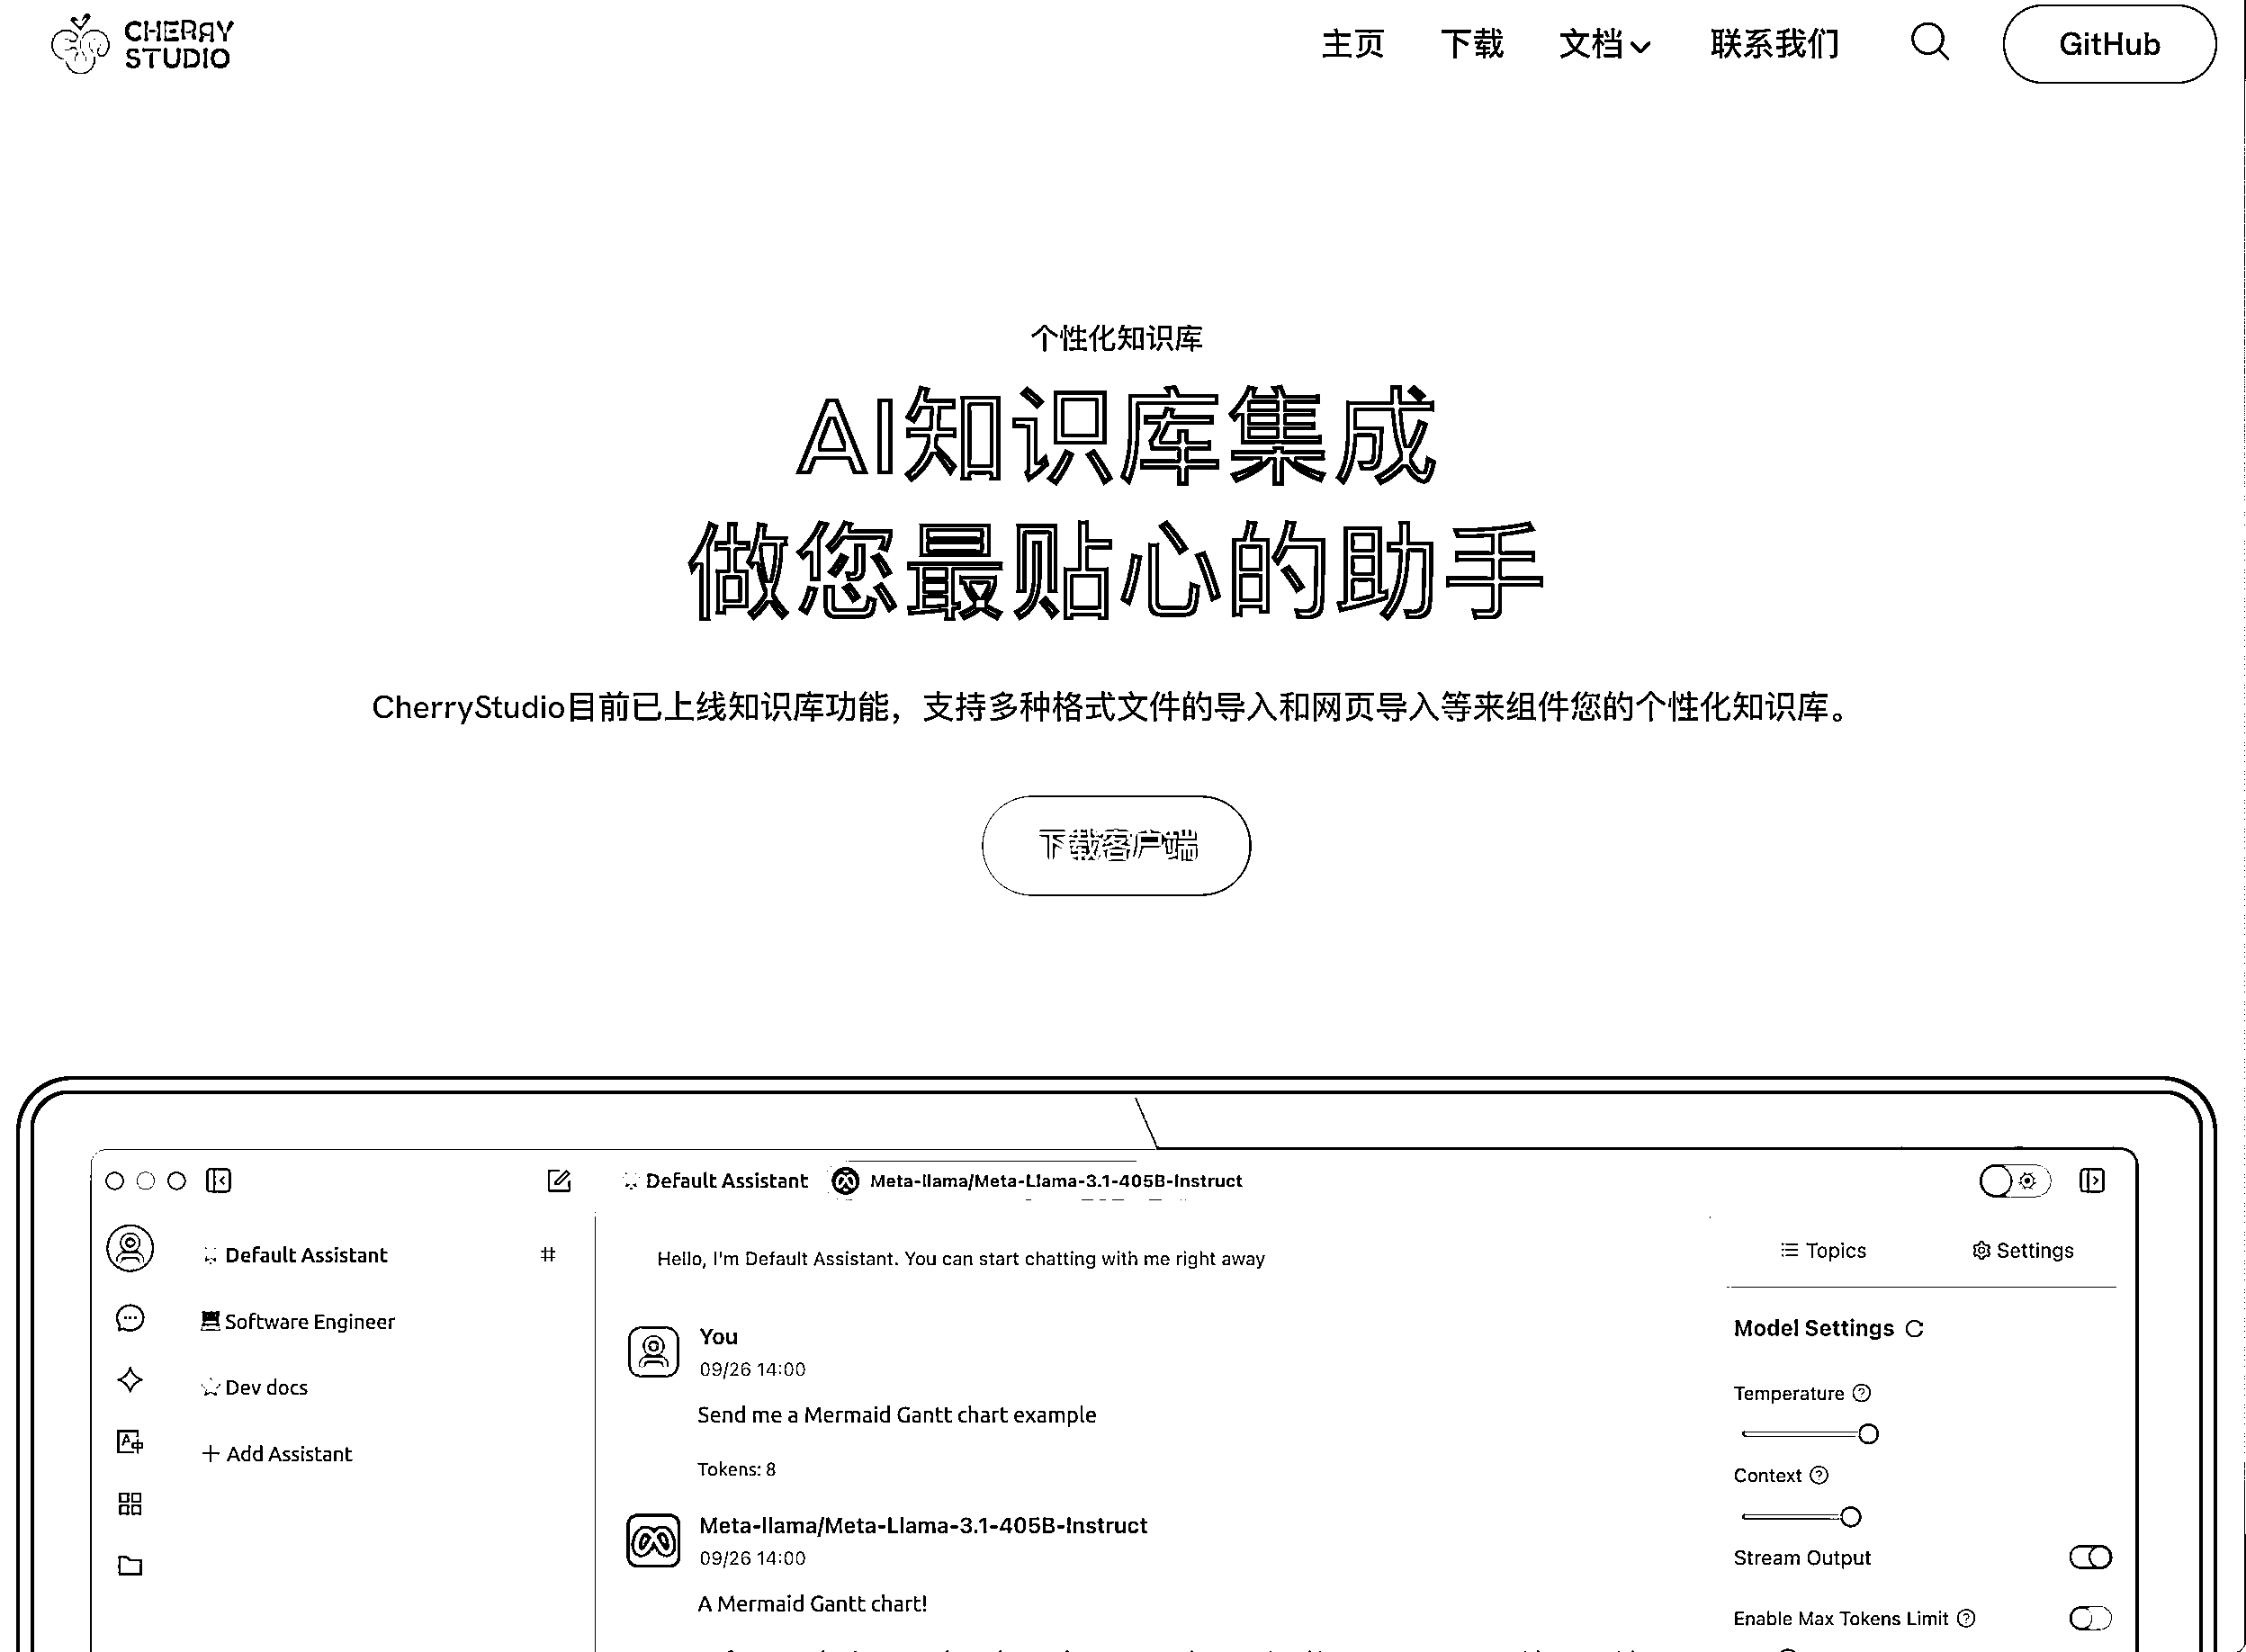 CHERRY
STUDIO
主页 下载 文档 联系我们 GitHub
个性化知识库
AI知识库集成
做您最贴心的助手
CherryStudio目前已上线知识库功能，支持多种格式文件的导入和网页导入等来组件您的个性化知识库。
下载客户端
Default Assistant Meta-llama/Meta-Llama-3.1-405B-Instruct
Default Assistant #
Software Engineer
Dev docs
+ Add Assistant
Hello, I'm Default Assistant. You can start chatting with me right away
You
09/26 14:00
Send me a Mermaid Gantt chart example
Tokens: 8
Meta-llama/Meta-Llama-3.1-405B-Instruct
09/26 14:00
A Mermaid Gantt chart!
Topics Settings
Model Settings
Temperature
Context
Stream Output
Enable Max Tokens Limit